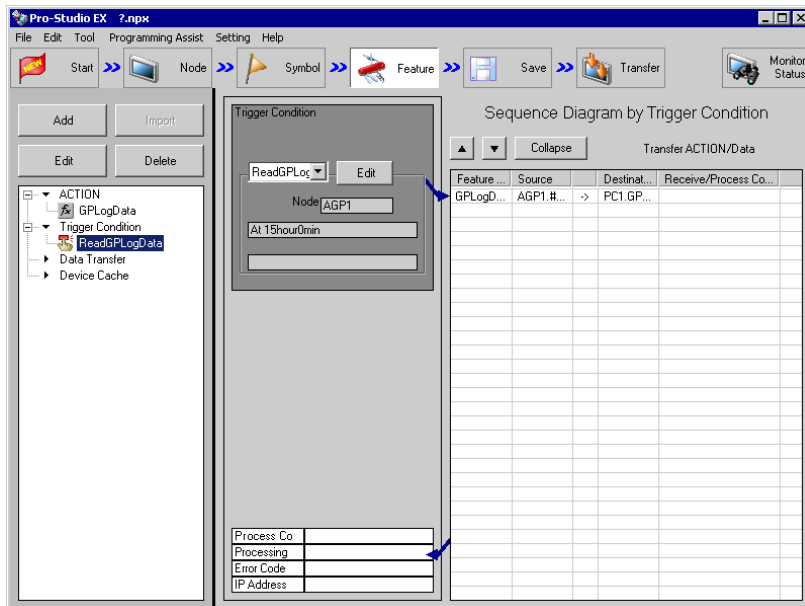 Pro-Studio EX ?.npx
File Edit Tool Programming Assist Setting Help
NEW Start Node Symbol Feature Save Transfer Monitor Status
Add Import
Edit Delete
ACTION
fx GPLogData
Trigger Condition
ReadGPLogData
Data Transfer
Device Cache
Trigger Condition
ReadGPLog Edit
Node AGP1
At 15hour0min
Process Co
Processing
Error Code
IP Address
Sequence Diagram by Trigger Condition
Collapse Transfer ACTION/Data
Feature ... Source Destinat... Receive/Process Co...
GPLogD... AGP1.#... -> PC1.GP...